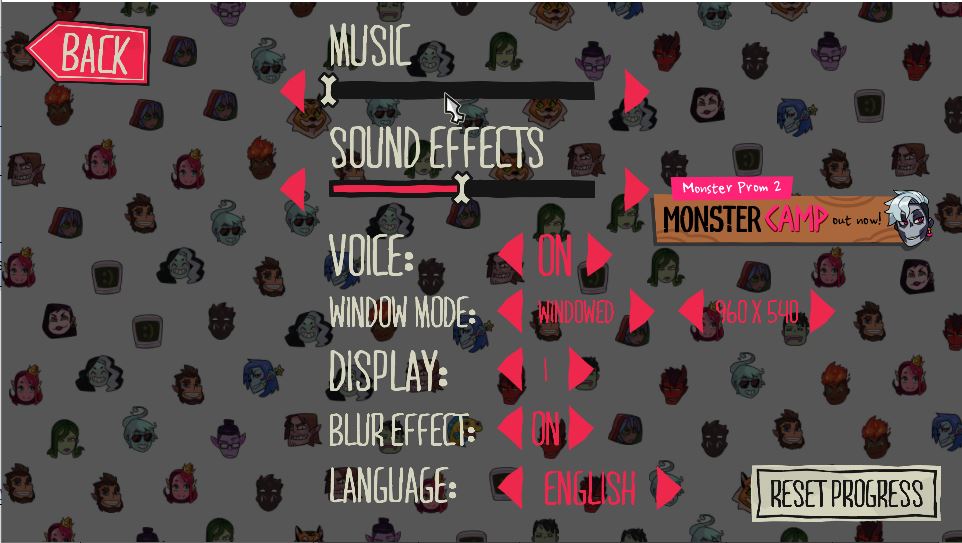 BACK
MUSIC
SOUND EFFECTS
Monster Prom 2
MONSTER CAMP out now!
VOICE: ON
WINDOW MODE: WINDOWED 960 X 540
DISPLAY: 1
BLUR EFFECT: ON
LANGUAGE: ENGLISH
RESET PROGRESS